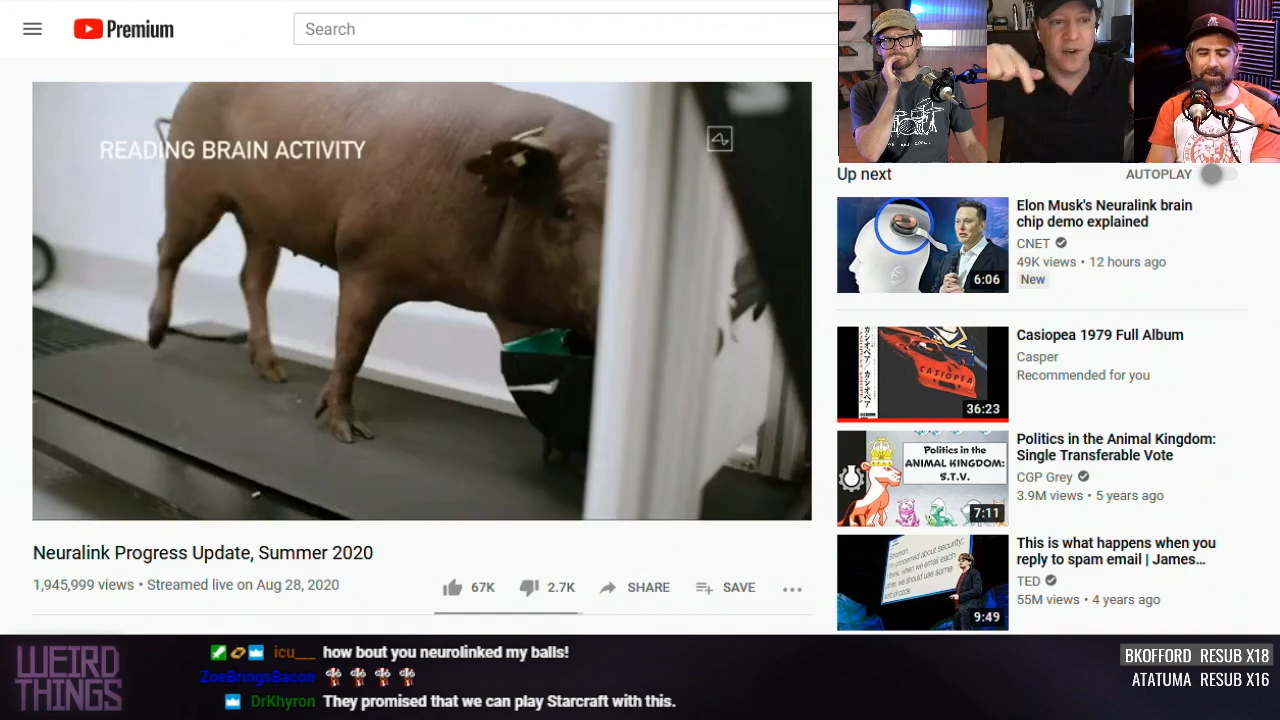 Premium
Search
READING BRAIN ACTIVITY
Up next
AUTOPLAY
Elon Musk's Neuralink brain
chip demo explained
CNET
49K views • 12 hours ago
New
6:06
Casiopea 1979 Full Album
Casper
Recommended for you
カシオペア
CASIOPEA
36:23
Politics in the Animal Kingdom:
Single Transferable Vote
CGP Grey
3.9M views • 5 years ago
Politics in the
ANIMAL KINGDOM:
S.T.V.
7:11
This is what happens when you
reply to spam email | James...
TED
55M views • 4 years ago
9:49
Neuralink Progress Update, Summer 2020
1,945,999 views • Streamed live on Aug 28, 2020
67K
2.7K
SHARE
SAVE
WEIRD
THINGS
icu___ how bout you neurolinked my balls!
ZoeBringsBacon
DrKhyron They promised that we can play Starcraft with this.
BKOFFORD RESUB X18
ATATUMA RESUB X16